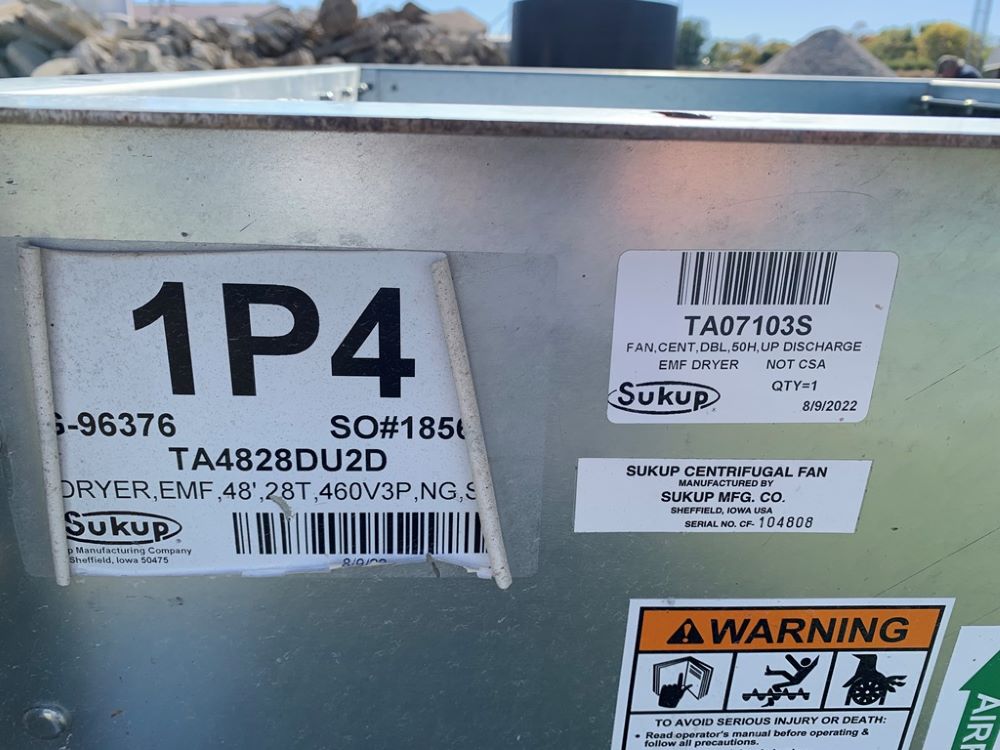 1P4
-96376 SO#185
TA4828DU2D
DRYER,EMF,48',28T,460V3P,NG,S
Sukup
Manufacturing Company
Sheffield, Iowa 50475
TA07103S
FAN,CENT,DBL,50H,UP DISCHARGE
EMF DRYER NOT CSA
QTY=1
Sukup
8/9/2022
SUKUP CENTRIFUGAL FAN
MANUFACTURED BY
SUKUP MFG. CO.
SHEFFIELD, IOWA USA
SERIAL NO. CF- 104808
WARNING
TO AVOID SERIOUS INJURY OR DEATH:
• Read operator's manual before operating &
follow all precautions.
AIR